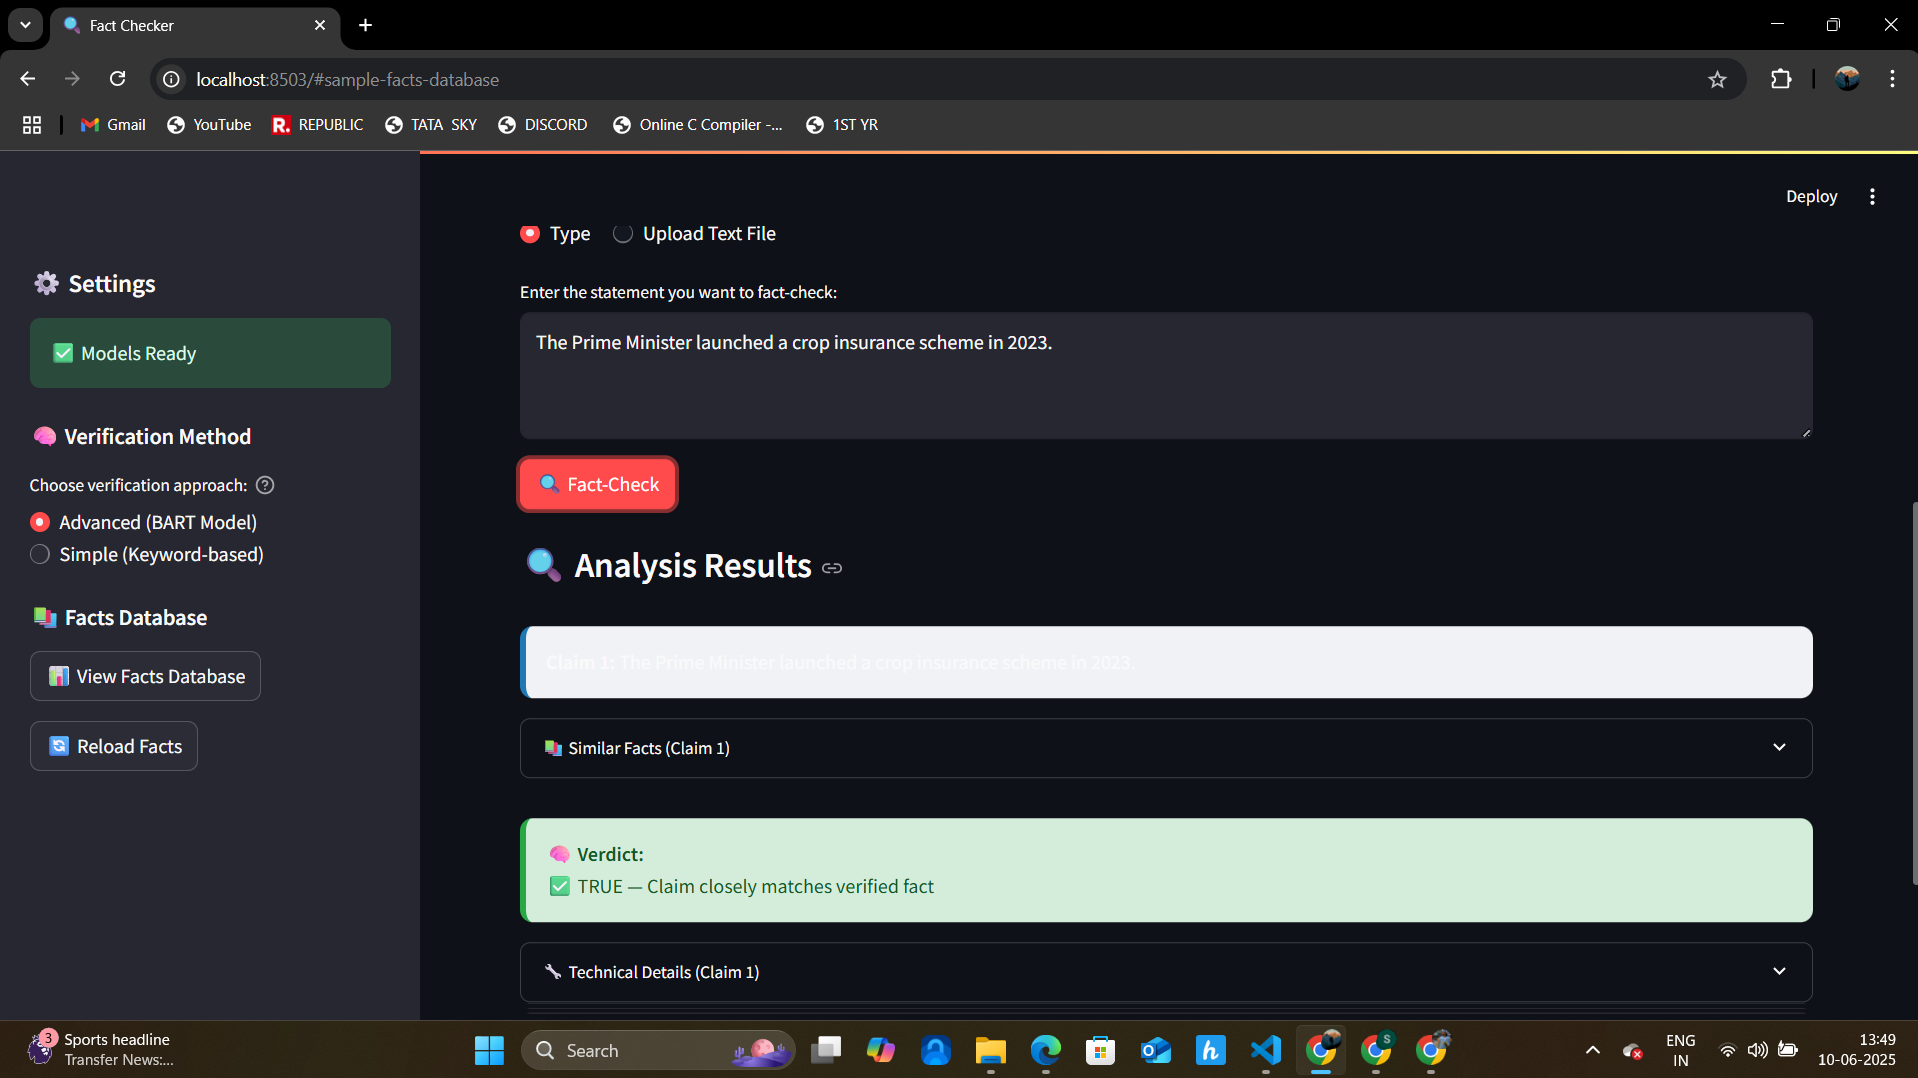 Fact Checker
localhost:8503/#sample-facts-database
Gmail YouTube R. REPUBLIC TATA SKY DISCORD Online C Compiler -... 1ST YR
Deploy
Settings
Models Ready
Verification Method
Choose verification approach:
Advanced (BART Model)
Simple (Keyword-based)
Facts Database
View Facts Database
Reload Facts
Type Upload Text File
Enter the statement you want to fact-check:
The Prime Minister launched a crop insurance scheme in 2023.
Fact-Check
Analysis Results
Claim 1: The Prime Minister launched a crop insurance scheme in 2023.
Similar Facts (Claim 1)
Verdict:
TRUE — Claim closely matches verified fact
Technical Details (Claim 1)
3
Sports headline
Transfer News:...
Search
h
S
ENG
IN
13:49
10-06-2025